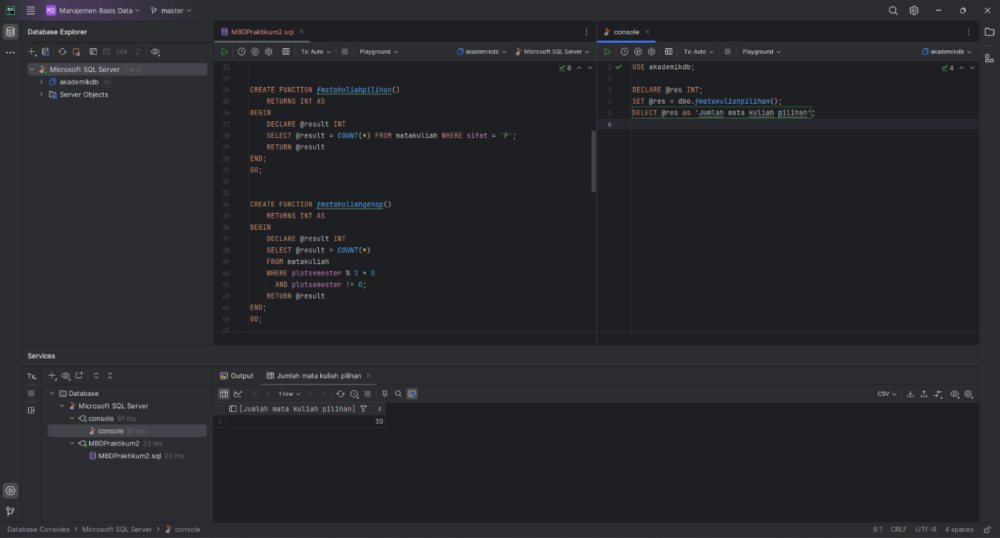 DG MD Manajemen Basis Data master
Database Explorer
DDL
Microsoft SQL Server 1 of 5
akademikdb 13
Server Objects
MBDPraktikum2.sql
Tx: Auto Playground akademikdb Microsoft SQL Server
8
22
23
24 CREATE FUNCTION fmatakuliahpilihan()
25 RETURNS INT AS
26 BEGIN
27 DECLARE @result INT
28 SELECT @result = COUNT(*) FROM matakuliah WHERE sifat = 'P';
29 RETURN @result
30 END;
31 GO;
32
33
34 CREATE FUNCTION fmatakuliahgenap()
35 RETURNS INT AS
36 BEGIN
37 DECLARE @result INT
38 SELECT @result = COUNT(*)
39 FROM matakuliah
40 WHERE plotsemester % 2 = 0
41 AND plotsemester != 0;
42 RETURN @result
43 END;
44 GO;
45
console
Tx: Auto Playground akademikdb
4
1 USE akademikdb;
2
3 DECLARE @res INT;
4 SET @res = dbo.fmatakuliahpilihan();
5 SELECT @res as 'Jumlah mata kuliah pilihan';
6
Services
Tx
Database
Microsoft SQL Server
console 91 ms
console 91 ms
MBDPraktikum2 23 ms
MBDPraktikum2.sql 23 ms
Output Jumlah mata kuliah pilihan
1 row CSV
[Jumlah mata kuliah pilihan]
1 30
Database Consoles Microsoft SQL Server console 6:1 CRLF UTF-8 4 spaces